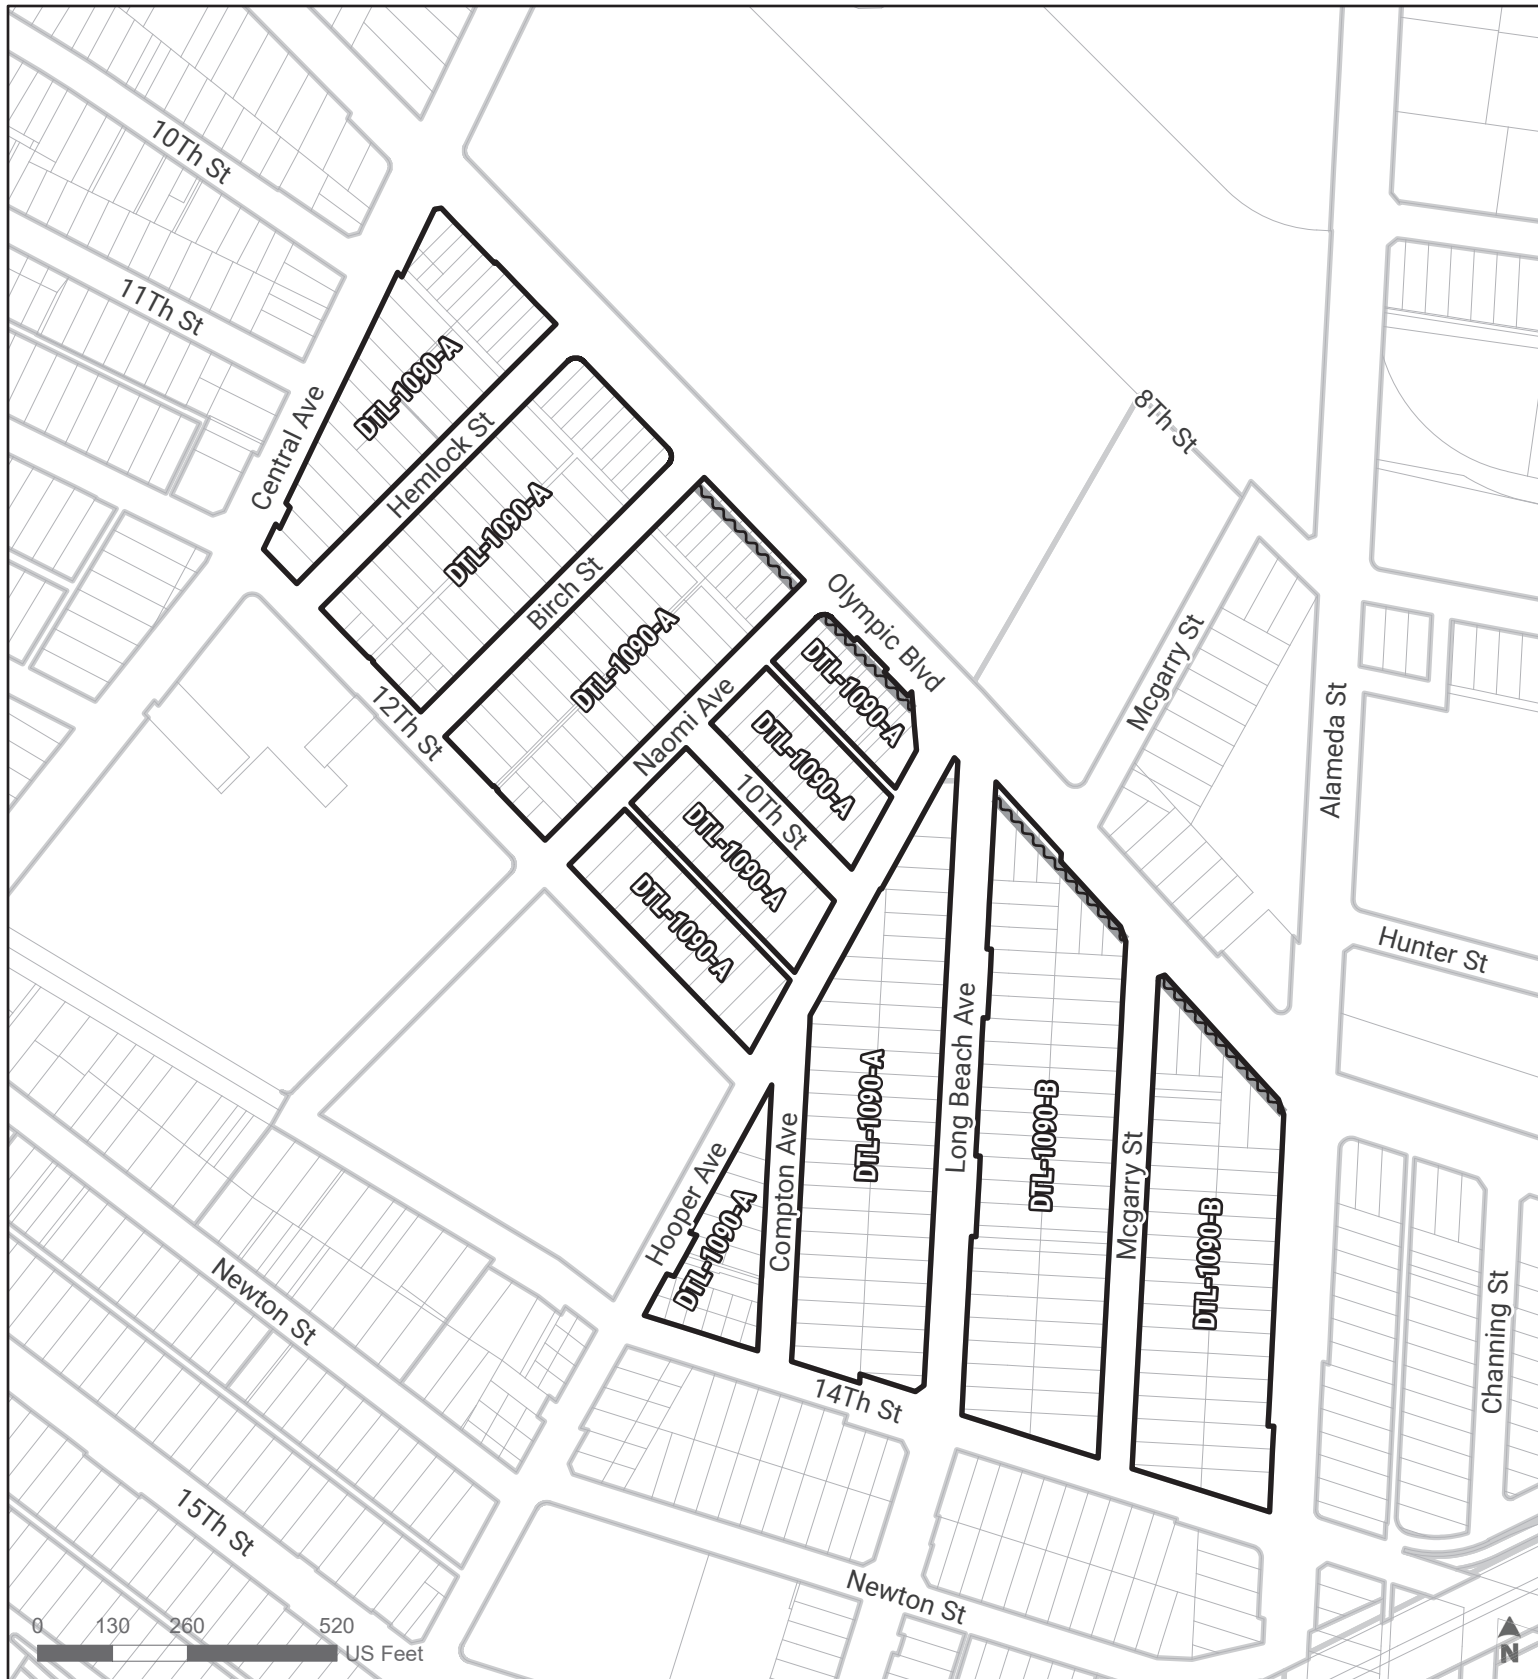 10Th St
11Th St
Central Ave
DTL-1090-A
Hemlock St
DTL-1090-A
Birch St
DTL-1090-A
12Th St
Naomi Ave
Olympic Blvd
8Th St
Mcgarry St
Alameda St
DTL-1090-A
DTL-1090-A
10Th St
DTL-1090-A
DTL-1090-A
Hunter St
Long Beach Ave
DTL-1090-A
DTL-1090-B
Mcgarry St
DTL-1090-B
Compton Ave
Hooper Ave
DTL-1090-A
Newton St
14Th St
Channing St
15Th St
Newton St
0 130 260 520
US Feet
N